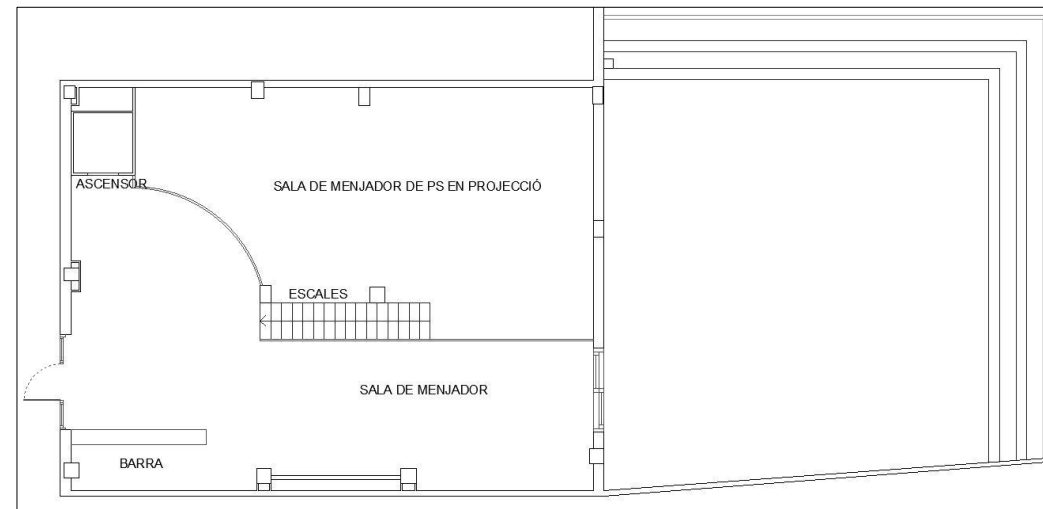 ASCENSOR
SALA DE MENJADOR DE PS EN PROJECCIÓ
ESCALES
SALA DE MENJADOR
BARRA